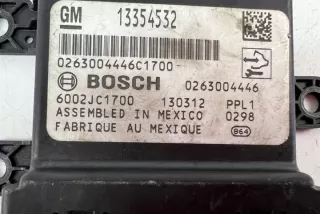 GM 13354532
0263004446C1700
BOSCH 0263004446
6002JC1700 130312 PPL1
ASSEMBLED IN MEXICO 0298
FABRIQUE AU MEXIQUE B64